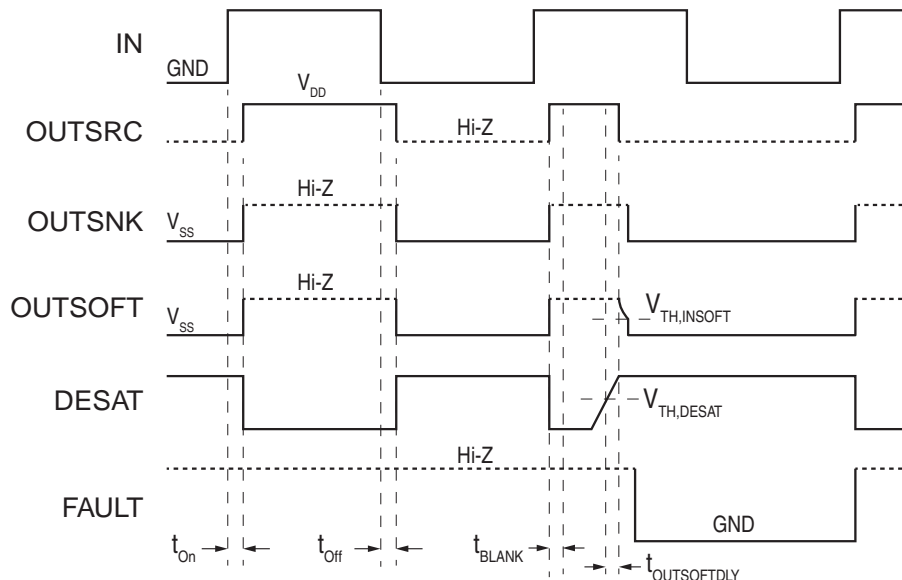 IN
GND
V_DD
OUTSRC
Hi-Z
Hi-Z
OUTSNK
V_SS
Hi-Z
OUTSOFT
V_SS
V_TH,INSOFT
DESAT
V_TH,DESAT
Hi-Z
FAULT
GND
t_On
t_Off
t_BLANK
t_OUTSOFTDLY